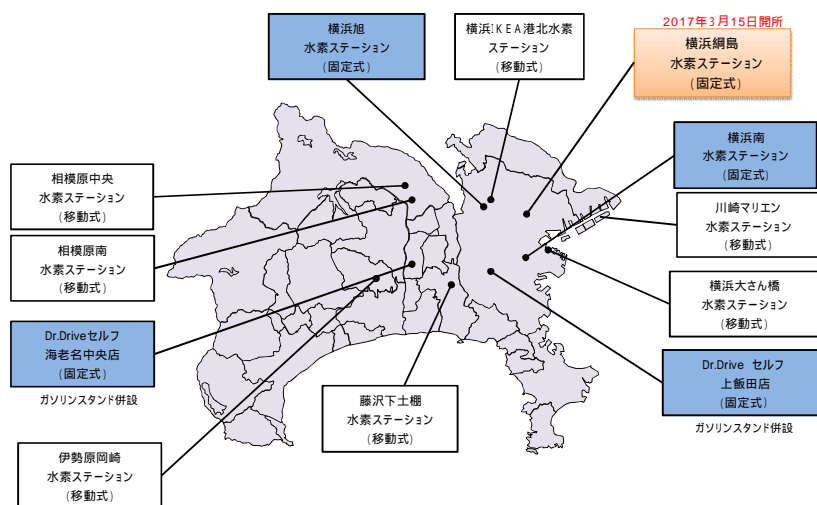 横浜旭
水素ステーション
(固定式)
横浜IKEA港北水素
ステーション
(移動式)
2017年3月15日開所
横浜綱島
水素ステーション
(固定式)
横浜南
水素ステーション
(固定式)
川崎マリエン
水素ステーション
(移動式)
横浜大さん橋
水素ステーション
(移動式)
Dr.Drive セルフ
上飯田店
(固定式)
ガソリンスタンド併設
相模原中央
水素ステーション
(移動式)
相模原南
水素ステーション
(移動式)
Dr.Driveセルフ
海老名中央店
(固定式)
ガソリンスタンド併設
伊勢原岡崎
水素ステーション
(移動式)
藤沢下土棚
水素ステーション
(移動式)